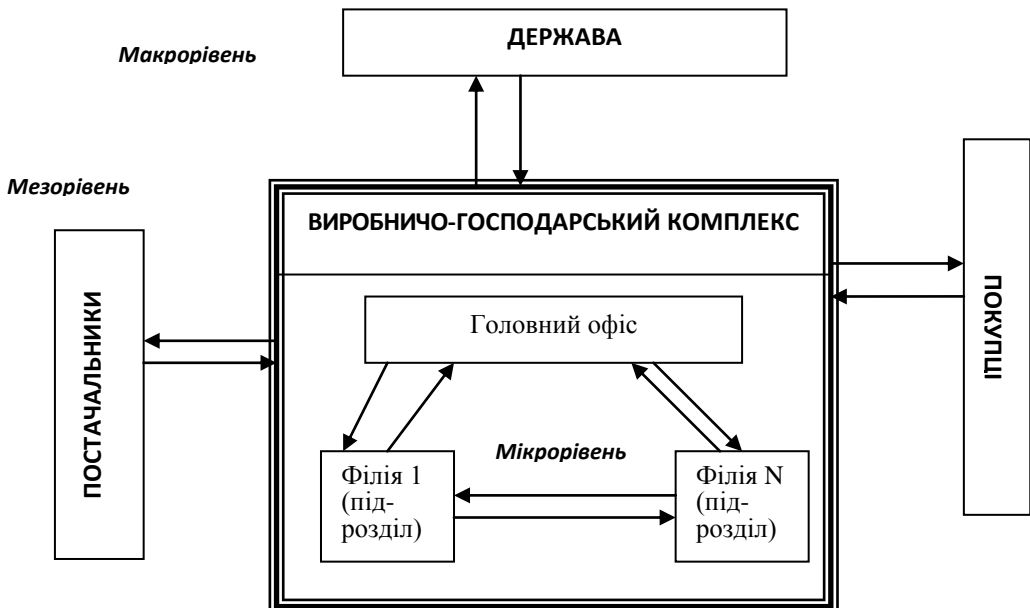 ДЕРЖАВА
Макрорівень
Мезорівень
ВИРОБНИЧО-ГОСПОДАРСЬКИЙ КОМПЛЕКС
ПОСТАЧАЛЬНИКИ
ПОКУПЦІ
Головний офіс
Мікрорівень
Філія 1
(під-
розділ)
Філія N
(під-
розділ)